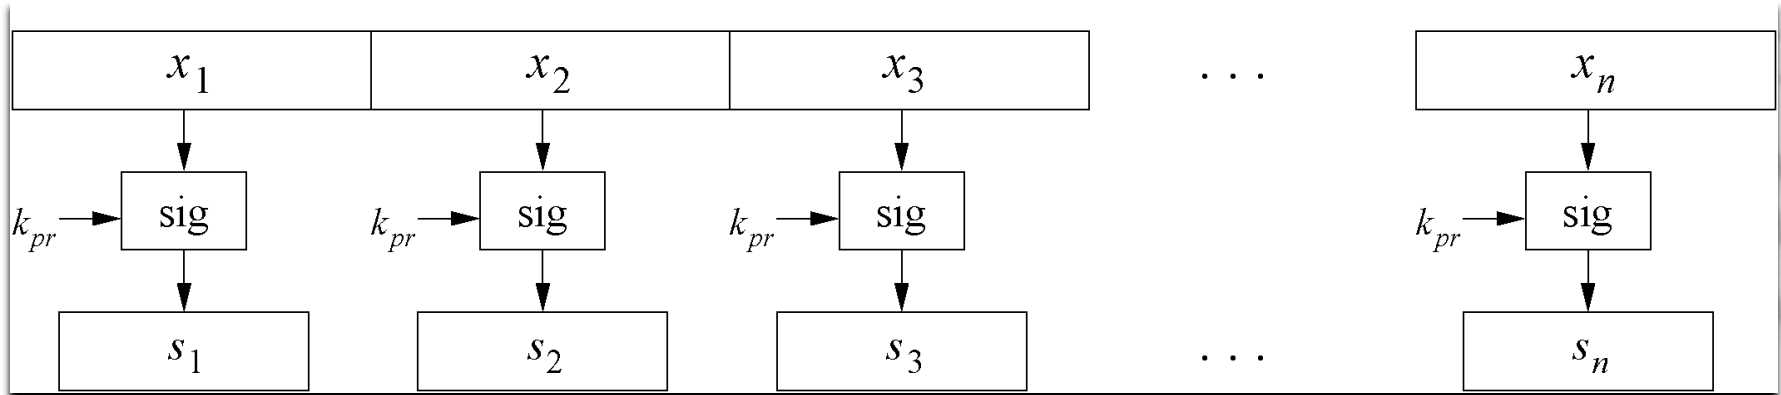 x1 x2 x3 . . . xn
kpr sig kpr sig kpr sig kpr sig
s1 s2 s3 . . . sn